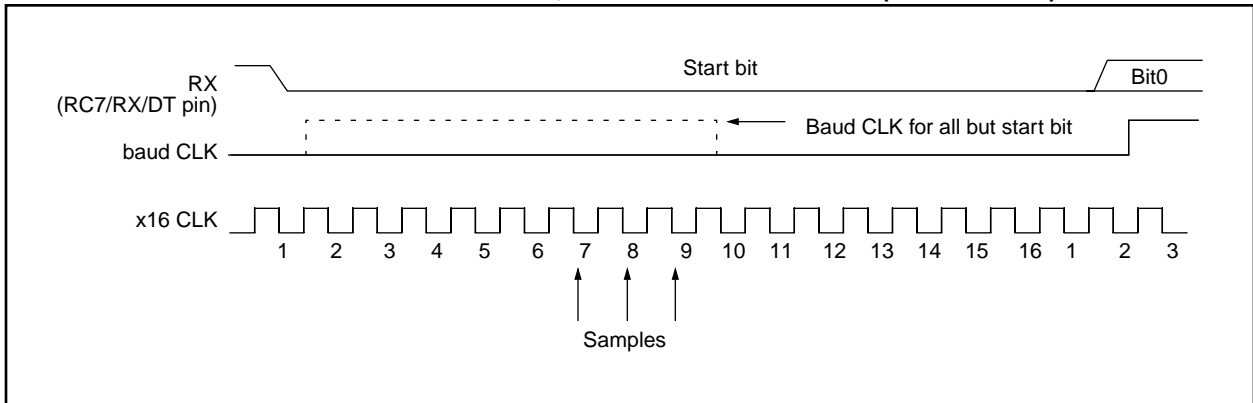 Start bit
RX
(RC7/RX/DT pin)
Bit0
Baud CLK for all but start bit
baud CLK
x16 CLK
1 2 3 4 5 6 7 8 9 10 11 12 13 14 15 16 1 2 3
Samples